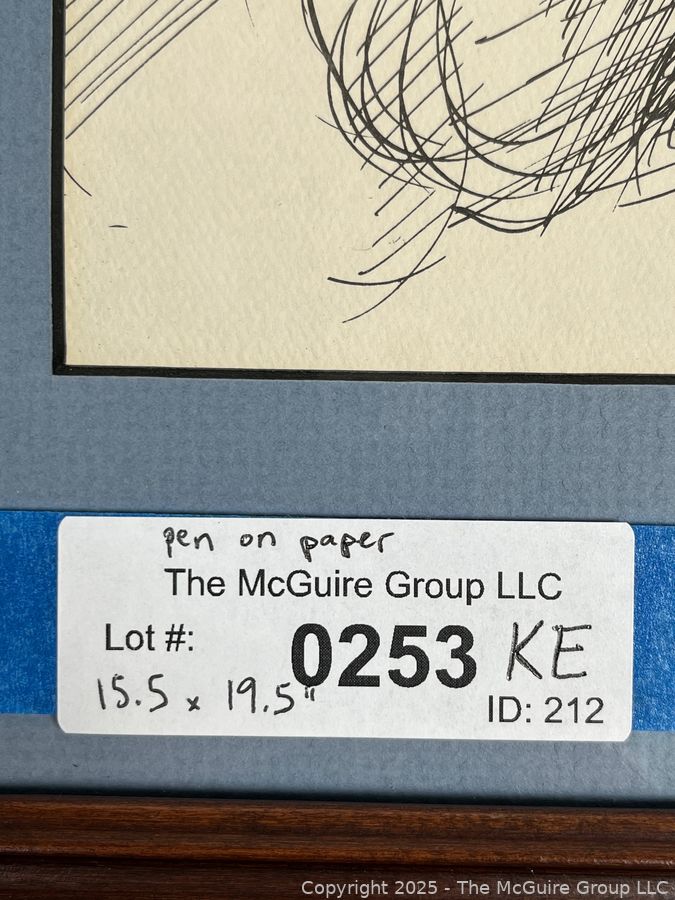 pen on paper
The McGuire Group LLC
Lot #: 0253 KE
15.5 x 19.5"
ID: 212
Copyright 2025 - The McGuire Group LLC